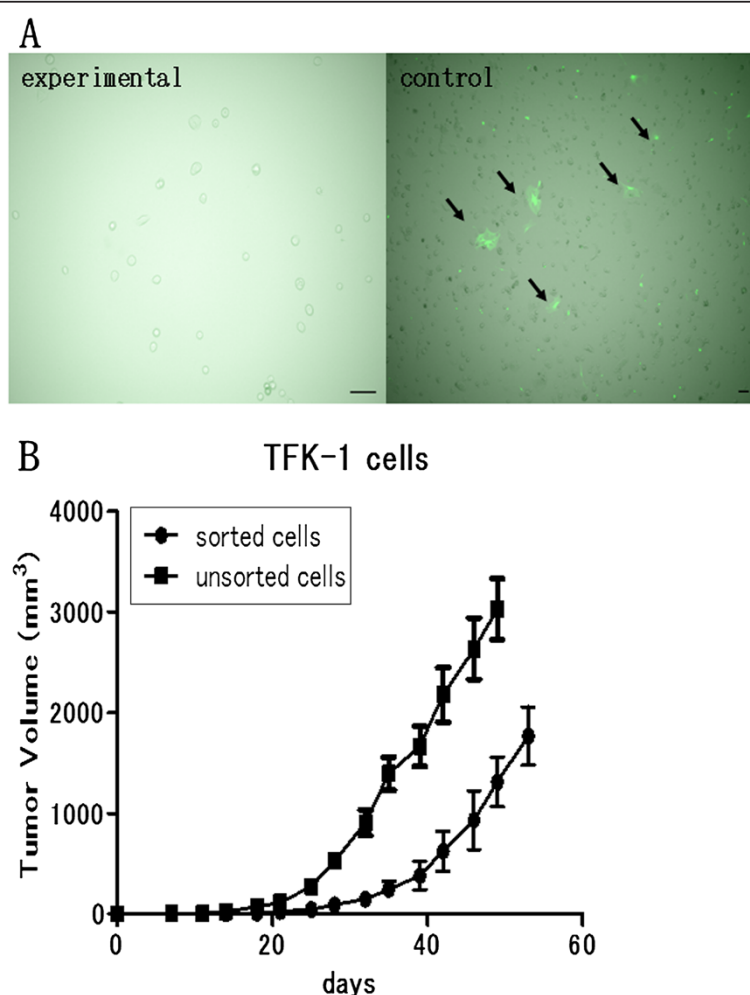 A
experimental
control
B
TFK-1 cells
4000
3000
2000
1000
0
sorted cells
unsorted cells
Tumor Volume (mm³)
0
20
40
60
days